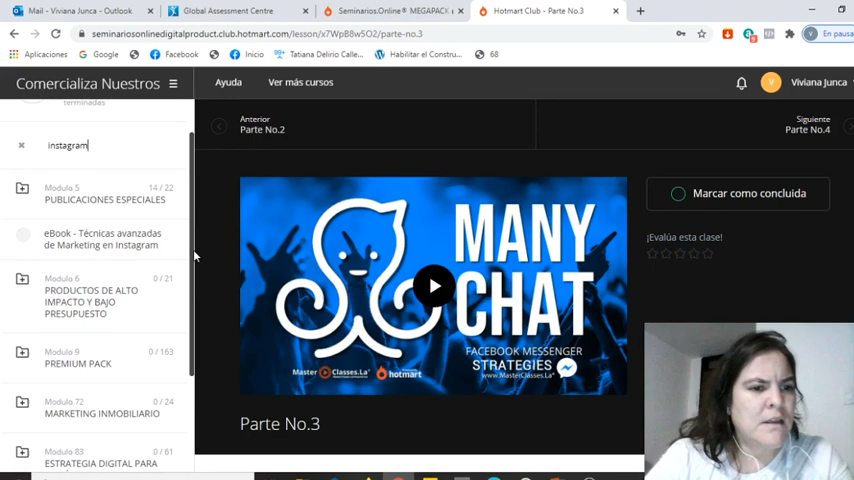 Mail - Viviana Junca - Outlook
Global Assessment Centre
Seminarios.Online® MEGAPACK
Hotmart Club - Parte No.3
seminariosonlinedigitalproduct.club.hotmart.com/lesson/x7WpB8w5O2/parte-no.3
En pausa
Aplicaciones
Google
Facebook
Inicio
Tatiana Delirio Calle...
Habilitar el Constru...
68
Comercializa Nuestros
Ayuda
Ver más cursos
V
Viviana Junca
terminadas
instagram
Modulo 5
14 / 22
PUBLICACIONES ESPECIALES
eBook - Técnicas avanzadas
de Marketing en Instagram
Modulo 6
0 / 21
PRODUCTOS DE ALTO
IMPACTO Y BAJO
PRESUPUESTO
Modulo 9
0 / 163
PREMIUM PACK
Modulo 72
0 / 24
MARKETING INMOBILIARIO
Modulo 83
0 / 61
ESTRATEGIA DIGITAL PARA
Anterior
Parte No.2
Siguiente
Parte No.4
MANY
CHAT
FACEBOOK MESSENGER
STRATEGIES
www.MasterClasses.La®
Master Classes.La®
hotmart
Parte No.3
Marcar como concluida
¡Evalúa esta clase!